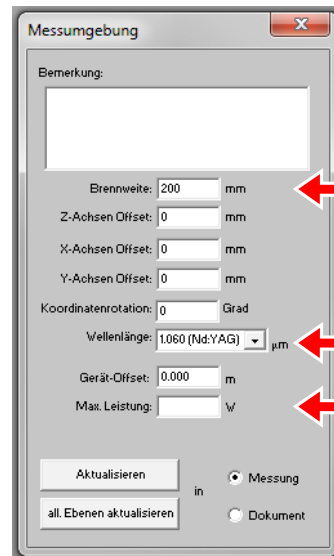 Messumgebung
Bemerkung:
Brennweite: 200 mm
Z-Achsen Offset: 0 mm
X-Achsen Offset: 0 mm
Y-Achsen Offset: 0 mm
Koordinatenrotation: 0 Grad
Wellenlänge: 1.060 (Nd:YAG) µm
Gerät-Offset: 0.000 m
Max. Leistung: W
Aktualisieren in Messung
all. Ebenen aktualisieren Dokument